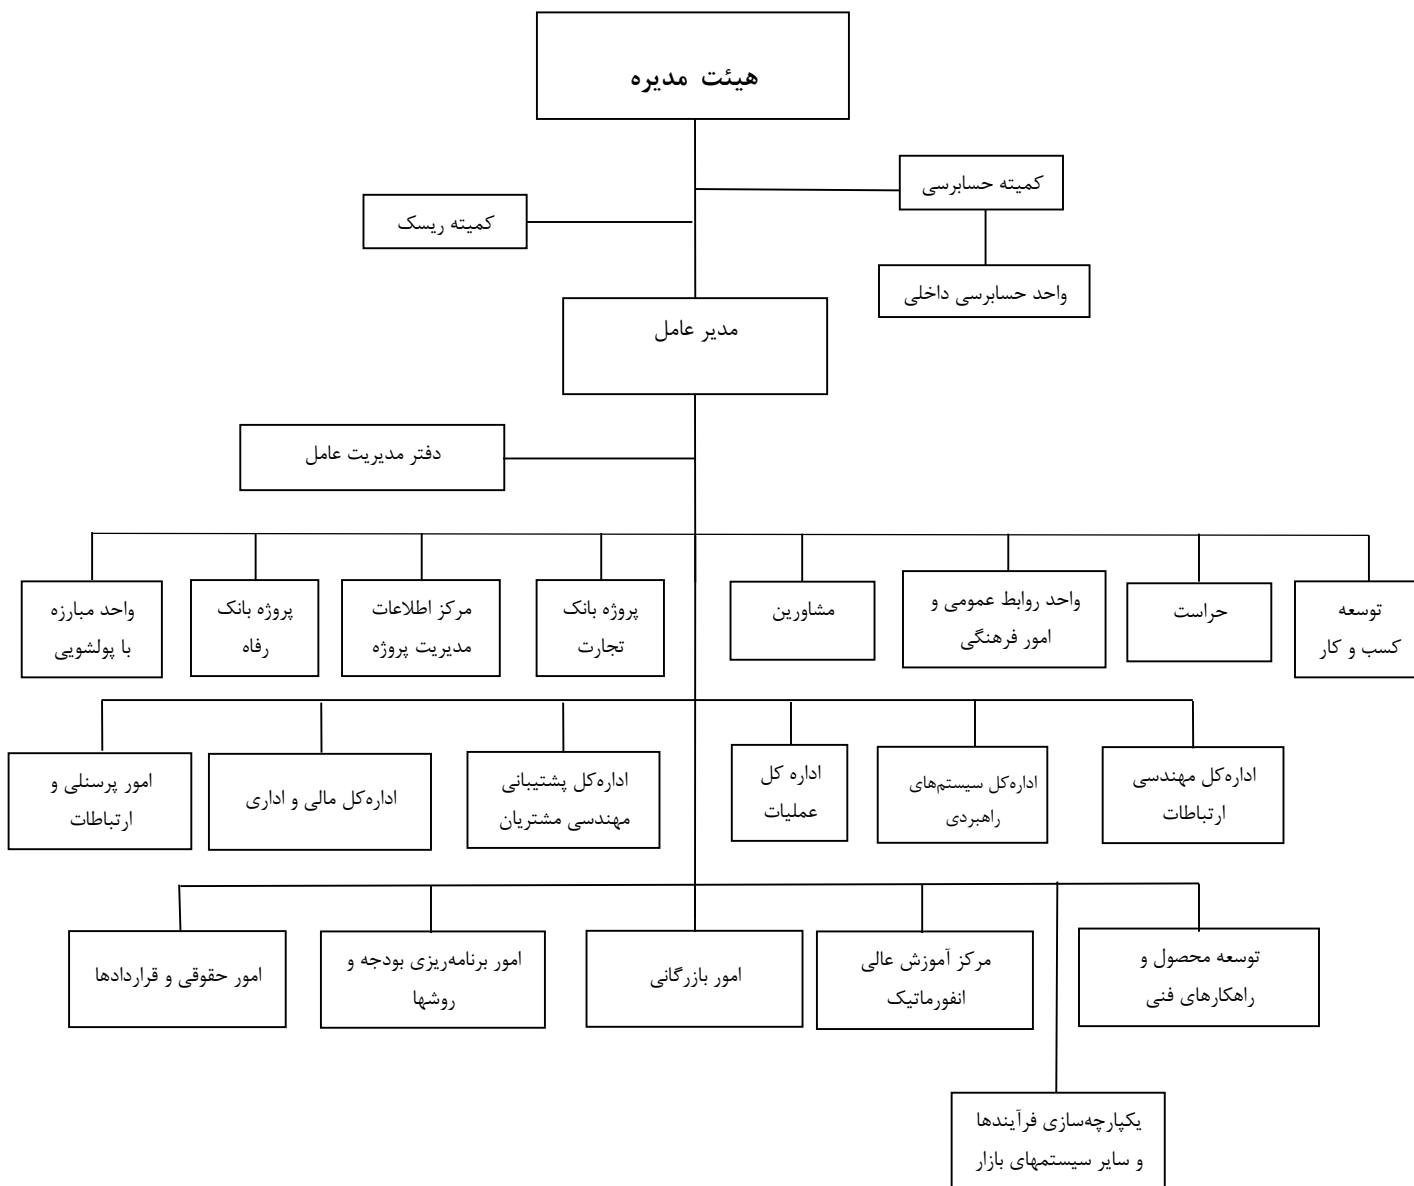 هیئت مدیره
کمیته حسابرسی
کمیته ریسک
واحد حسابرسی داخلی
مدیر عامل
دفتر مدیریت عامل
توسعه
کسب و کار
حراست
واحد روابط عمومی و
امور فرهنگی
مشاورین
پروژه بانک
تجارت
مرکز اطلاعات
مدیریت پروژه
پروژه بانک
رفاه
واحد مبارزه
با پولشویی
اداره‌کل مهندسی
ارتباطات
اداره‌کل سیستم‌های
راهبردی
اداره کل
عملیات
اداره‌کل پشتیبانی
مهندسی مشتریان
اداره‌کل مالی و اداری
امور پرسنلی و
ارتباطات
توسعه محصول و
راهکارهای فنی
مرکز آموزش عالی
انفورماتیک
امور بازرگانی
امور برنامه‌ریزی بودجه و
روشها
امور حقوقی و قراردادها
یکپارچه‌سازی فرآیندها
و سایر سیستمهای بازار